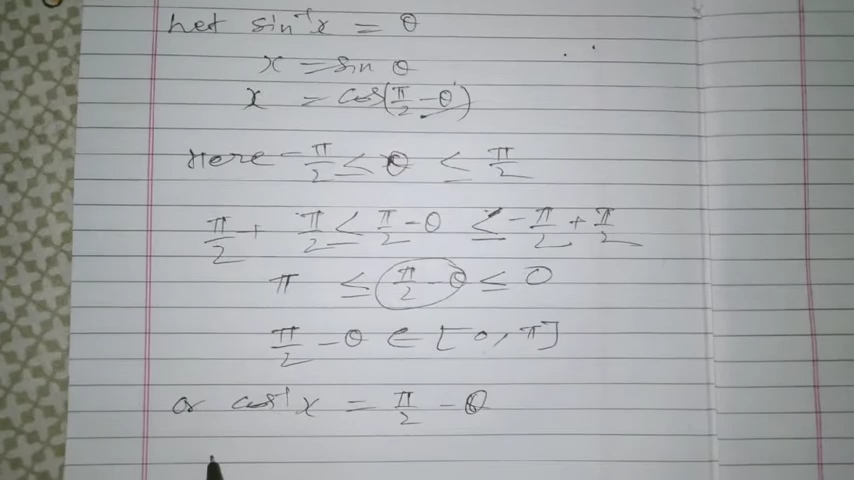 Let sin⁻¹x = θ
x = sin θ
x = cos(π/2 - θ)
Here -π/2 ≤ θ ≤ π/2
π/2 + π/2 ≤ π/2 - θ ≤ -π/2 + π/2
π ≤ π/2 - θ ≤ 0
π/2 - θ ∈ [0, π]
or cos⁻¹x = π/2 - θ